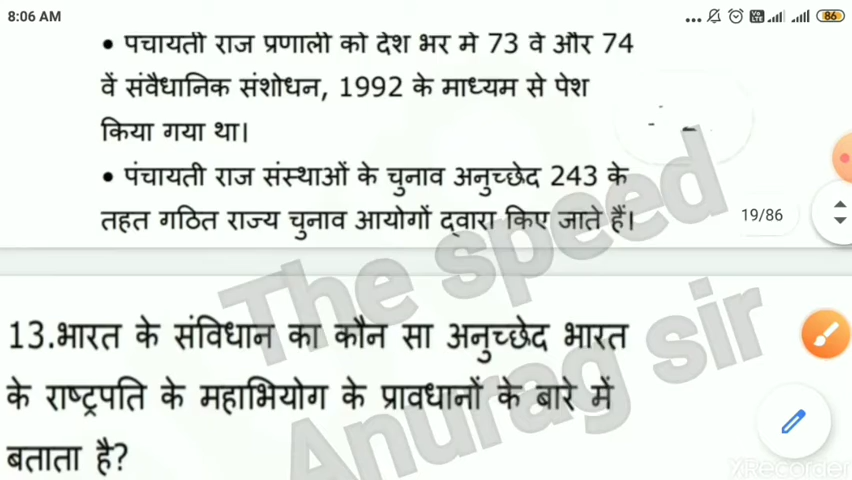 8:06 AM
... 86
• पचायती राज प्रणाली को देश भर मे 73 वे और 74
वें संवैधानिक संशोधन, 1992 के माध्यम से पेश
किया गया था।
• पंचायती राज संस्थाओं के चुनाव अनुच्छेद 243 के
तहत गठित राज्य चुनाव आयोगों द्वारा किए जाते हैं।
19/86
The speed
Anurag sir
13.भारत के संविधान का कौन सा अनुच्छेद भारत
के राष्ट्रपति के महाभियोग के प्रावधानों के बारे में
बताता है?
XRecorder